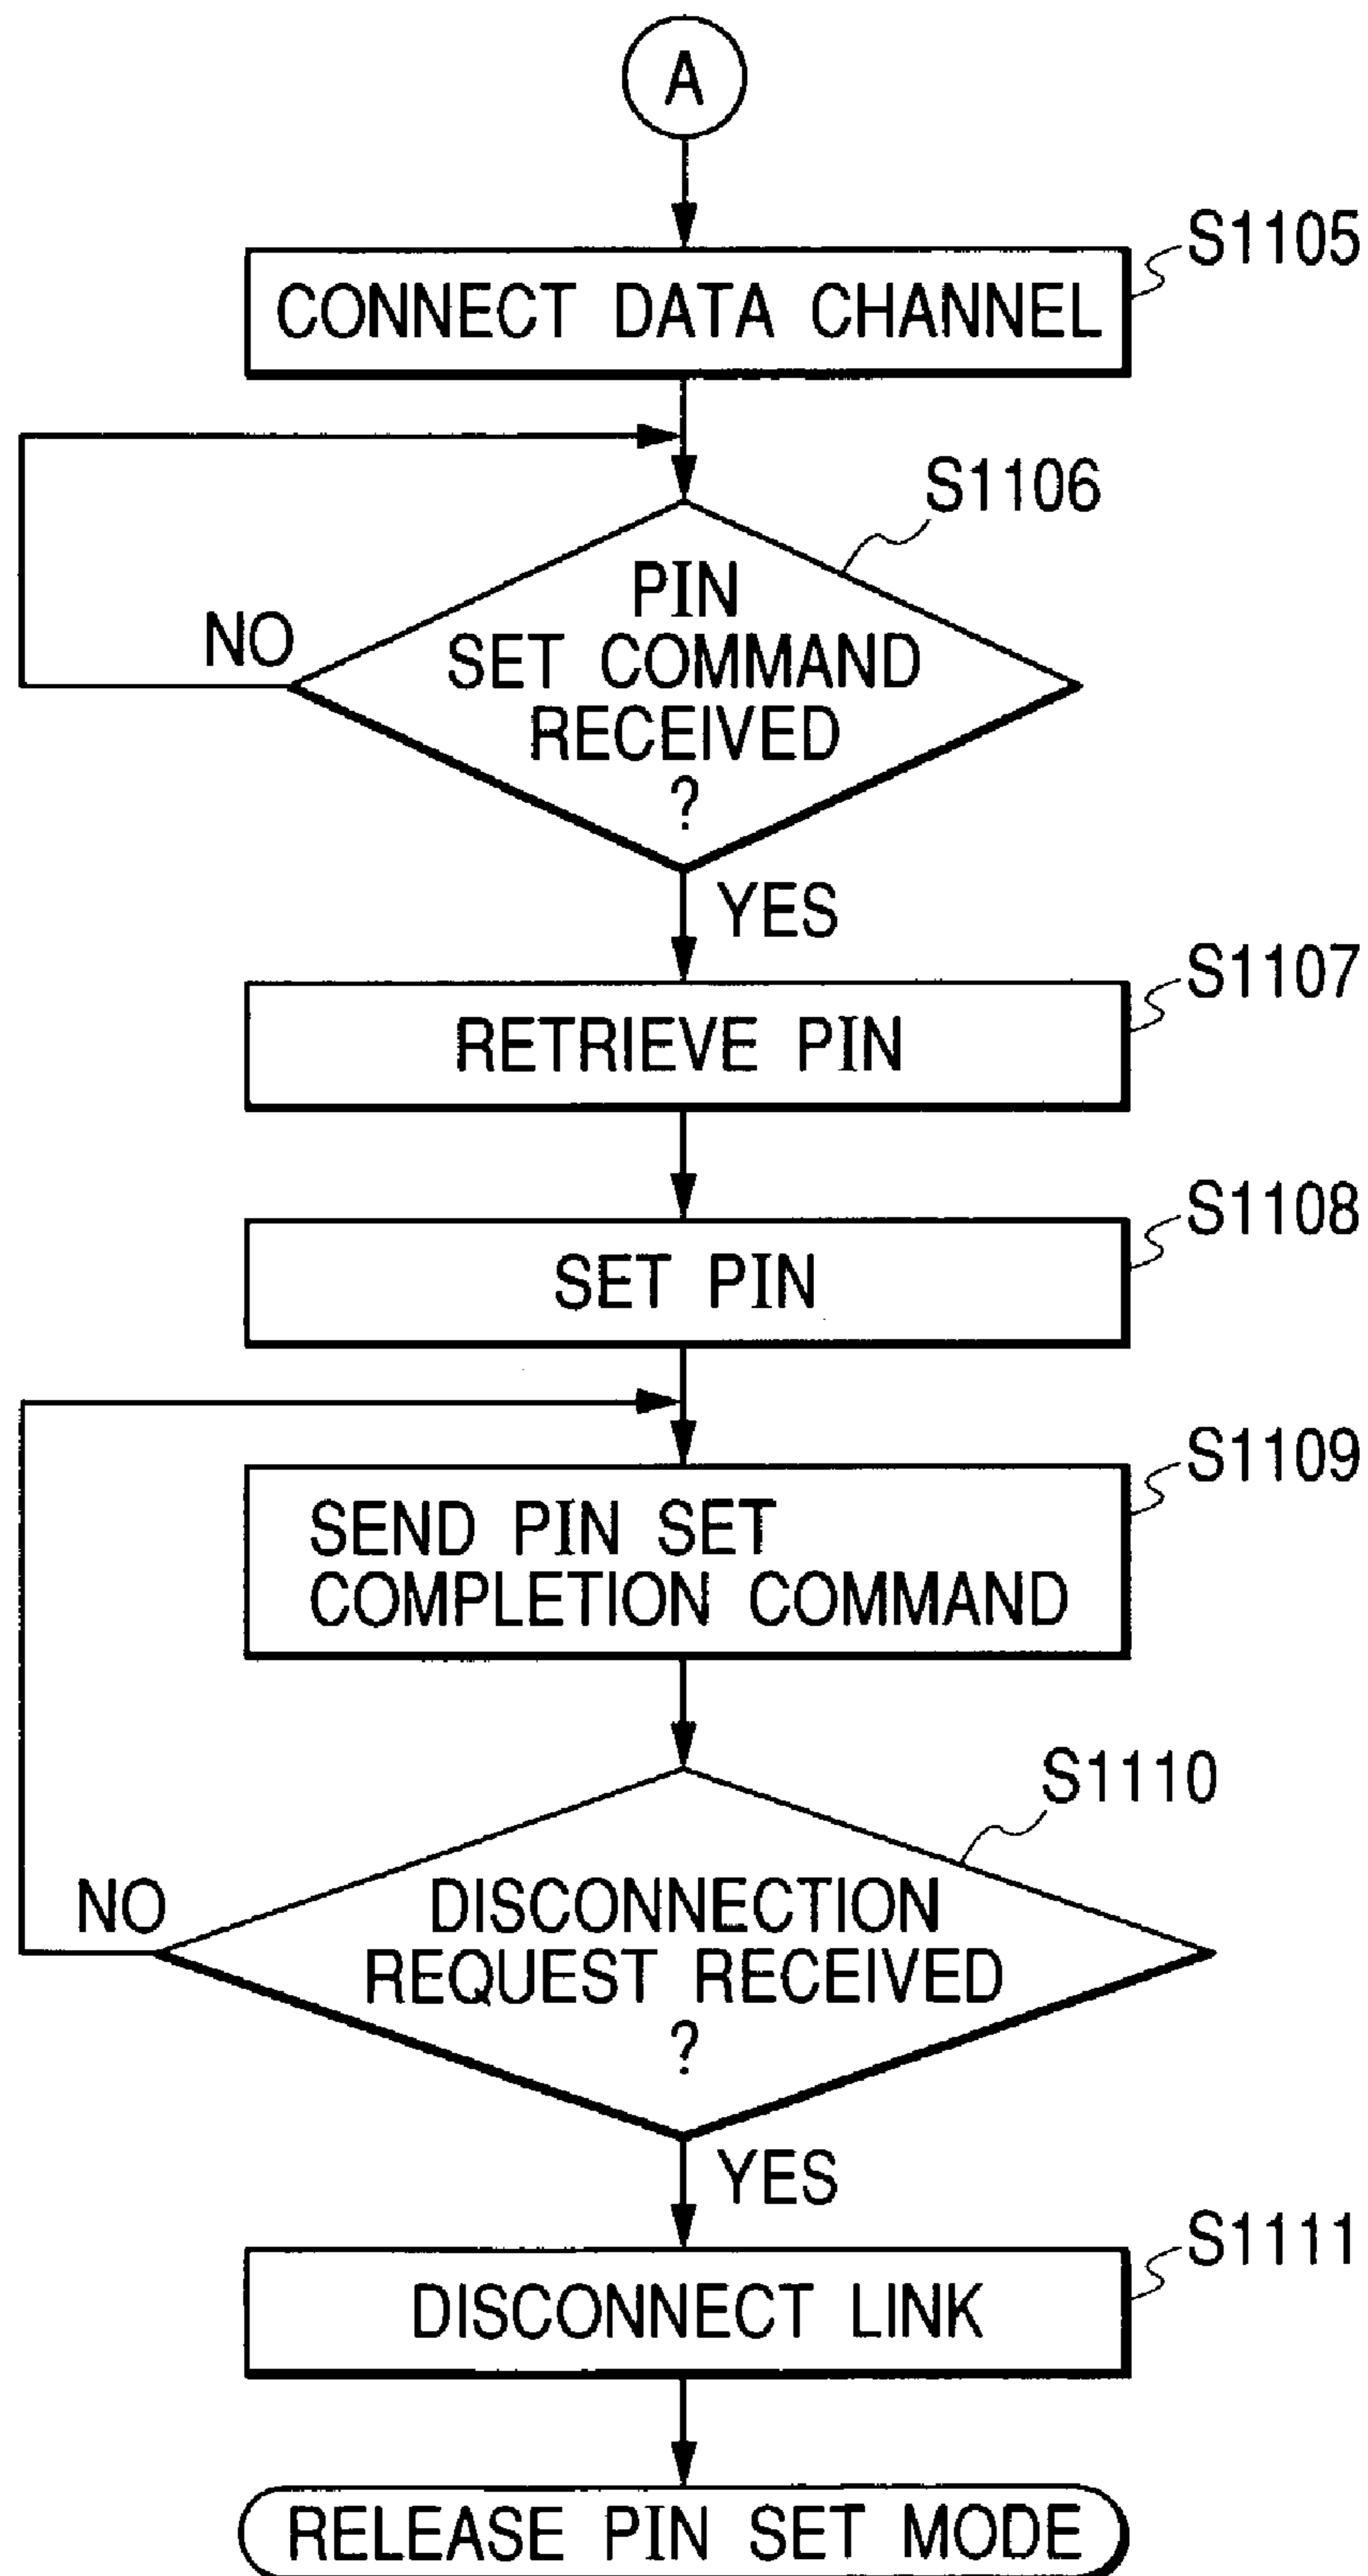 A
S1105
CONNECT DATA CHANNEL
S1106
PIN
SET COMMAND
RECEIVED
?
NO
YES
S1107
RETRIEVE PIN
S1108
SET PIN
S1109
SEND PIN SET
COMPLETION COMMAND
S1110
DISCONNECTION
REQUEST RECEIVED
?
NO
YES
S1111
DISCONNECT LINK
RELEASE PIN SET MODE